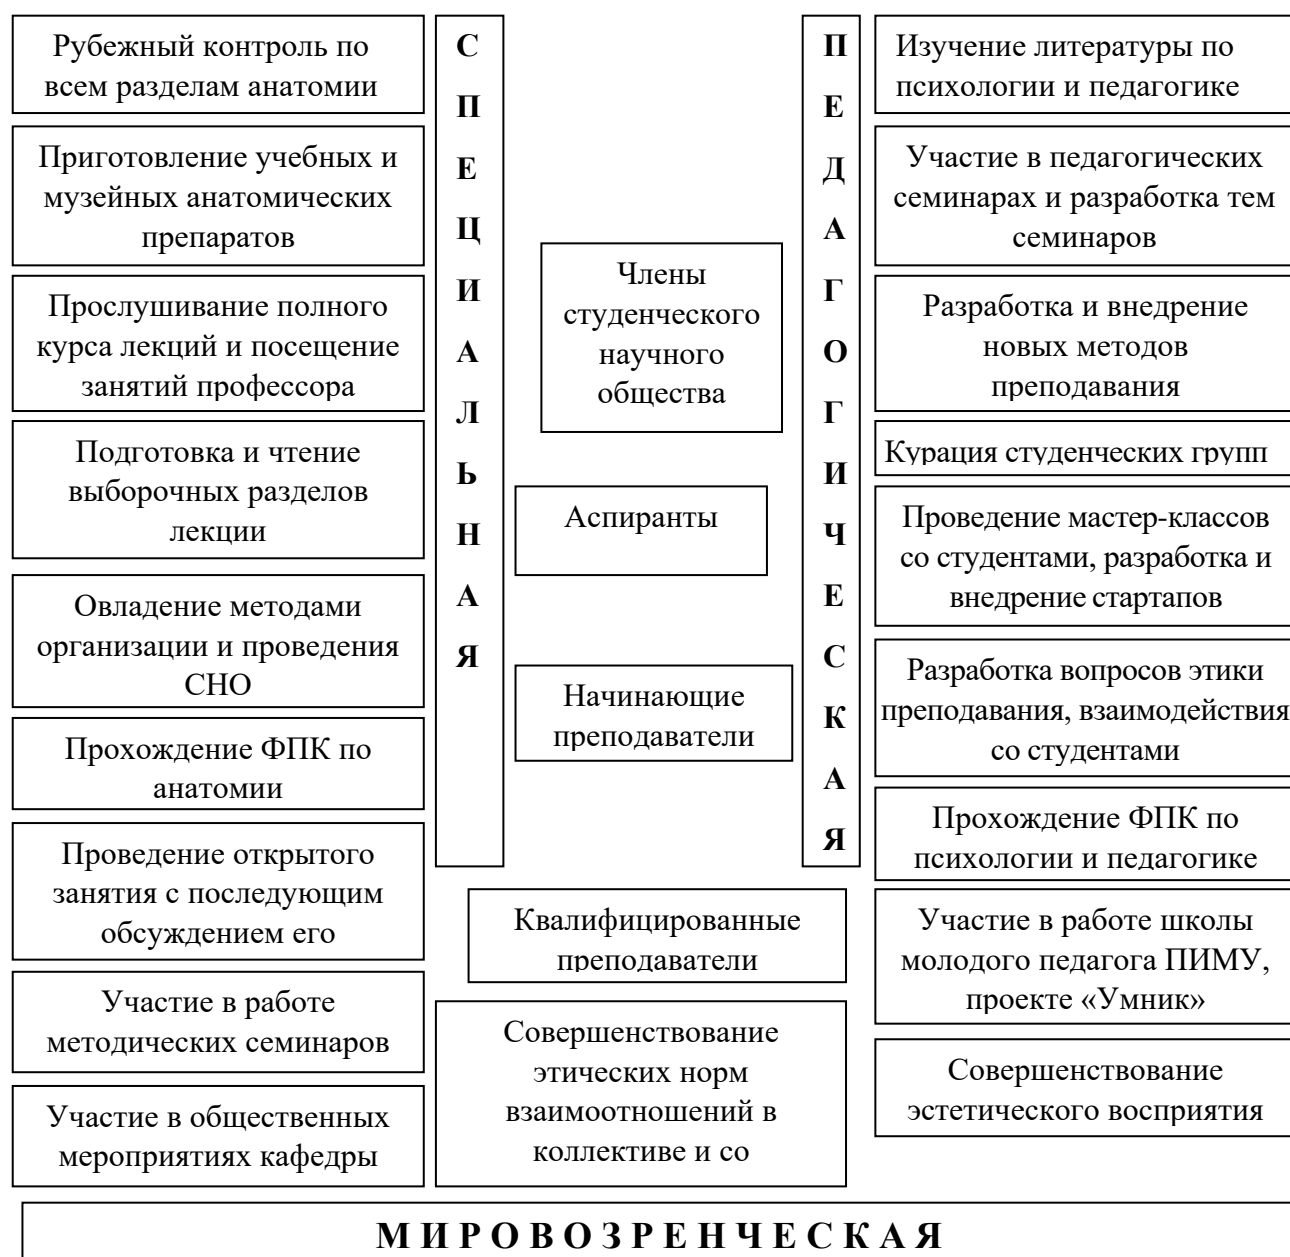 Рубежный контроль по
всем разделам анатомии
Приготовление учебных и
музейных анатомических
препаратов
Прослушивание полного
курса лекций и посещение
занятий профессора
Подготовка и чтение
выборочных разделов
лекции
Овладение методами
организации и проведения
СНО
Прохождение ФПК по
анатомии
Проведение открытого
занятия с последующим
обсуждением его
Участие в работе
методических семинаров
Участие в общественных
мероприятиях кафедры
СПЕЦИАЛЬНАЯ
Члены
студенческого
научного
общества
Аспиранты
Начинающие
преподаватели
Квалифицированные
преподаватели
Совершенствование
этических норм
взаимоотношений в
коллективе и со
ПЕДАГОГИЧЕСКАЯ
Изучение литературы по
психологии и педагогике
Участие в педагогических
семинарах и разработка тем
семинаров
Разработка и внедрение
новых методов
преподавания
Курация студенческих групп
Проведение мастер-классов
со студентами, разработка и
внедрение стартапов
Разработка вопросов этики
преподавания, взаимодействия
со студентами
Прохождение ФПК по
психологии и педагогике
Участие в работе школы
молодого педагога ПИМУ,
проекте «Умник»
Совершенствование
эстетического восприятия
М И Р О В О З Р Е Н Ч Е С К А Я